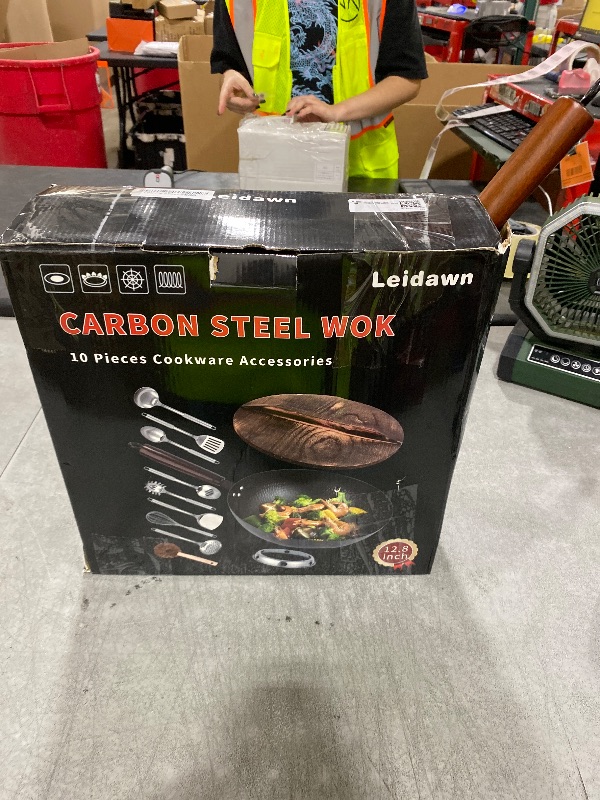 Leidawn
Leidawn
CARBON STEEL WOK
10 Pieces Cookware Accessories
12.8
inch